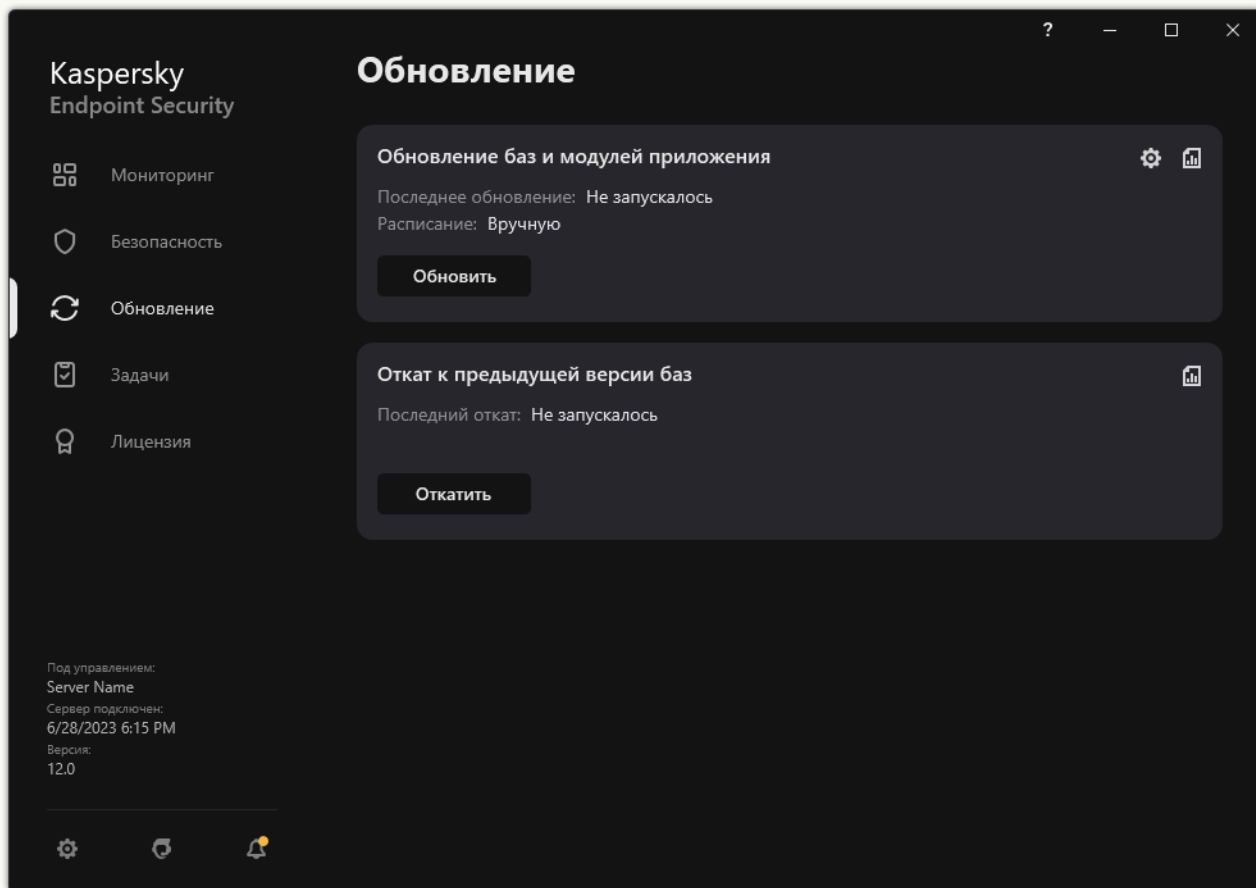 ?
Kaspersky
Endpoint Security
Мониторинг
Безопасность
Обновление
Задачи
Лицензия
Под управлением:
Server Name
Сервер подключен:
6/28/2023 6:15 PM
Версия:
12.0
Обновление
Обновление баз и модулей приложения
Последнее обновление: Не запускалось
Расписание: Вручную
Обновить
Откат к предыдущей версии баз
Последний откат: Не запускалось
Откатить